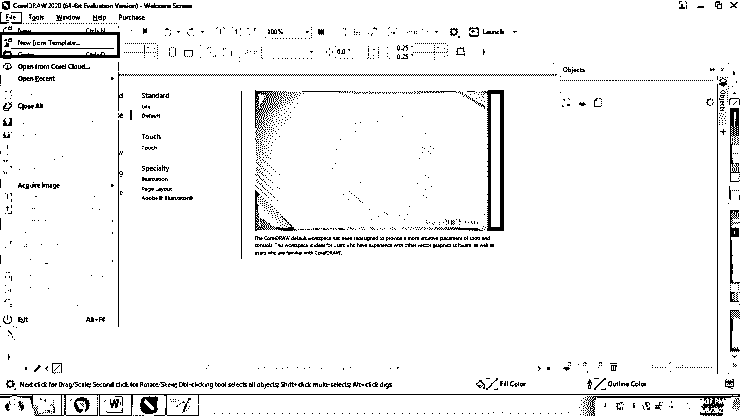 CorelDRAW 2020 (64-Bit Evaluation Version) - Welcome Screen
File Tools Window Help Purchase
New Ctrl+N
100%
Launch
New From Template...
0.0 °
0.25 "
0.25 "
Open From Corel Cloud...
Open Recent
Objects
Close All
Acquire Image
Exit Alt+F4
Standard
Lite
Default
Touch
Touch
Specialty
Illustration
Page Layout
Adobe® Illustrator®
The CorelDRAW default workspace has been redesigned to provide a more intuitive placement of tools and
controls. This workspace is ideal for users who have experience with other vector graphics software, as well as
users who are familiar with CorelDRAW.
Objects
Next click for Drag/Scale; Second click for Rotate/Skew; Dbl-clicking tool selects all objects; Shift+click multi-selects; Alt+click digs
Fill Color
Outline Color